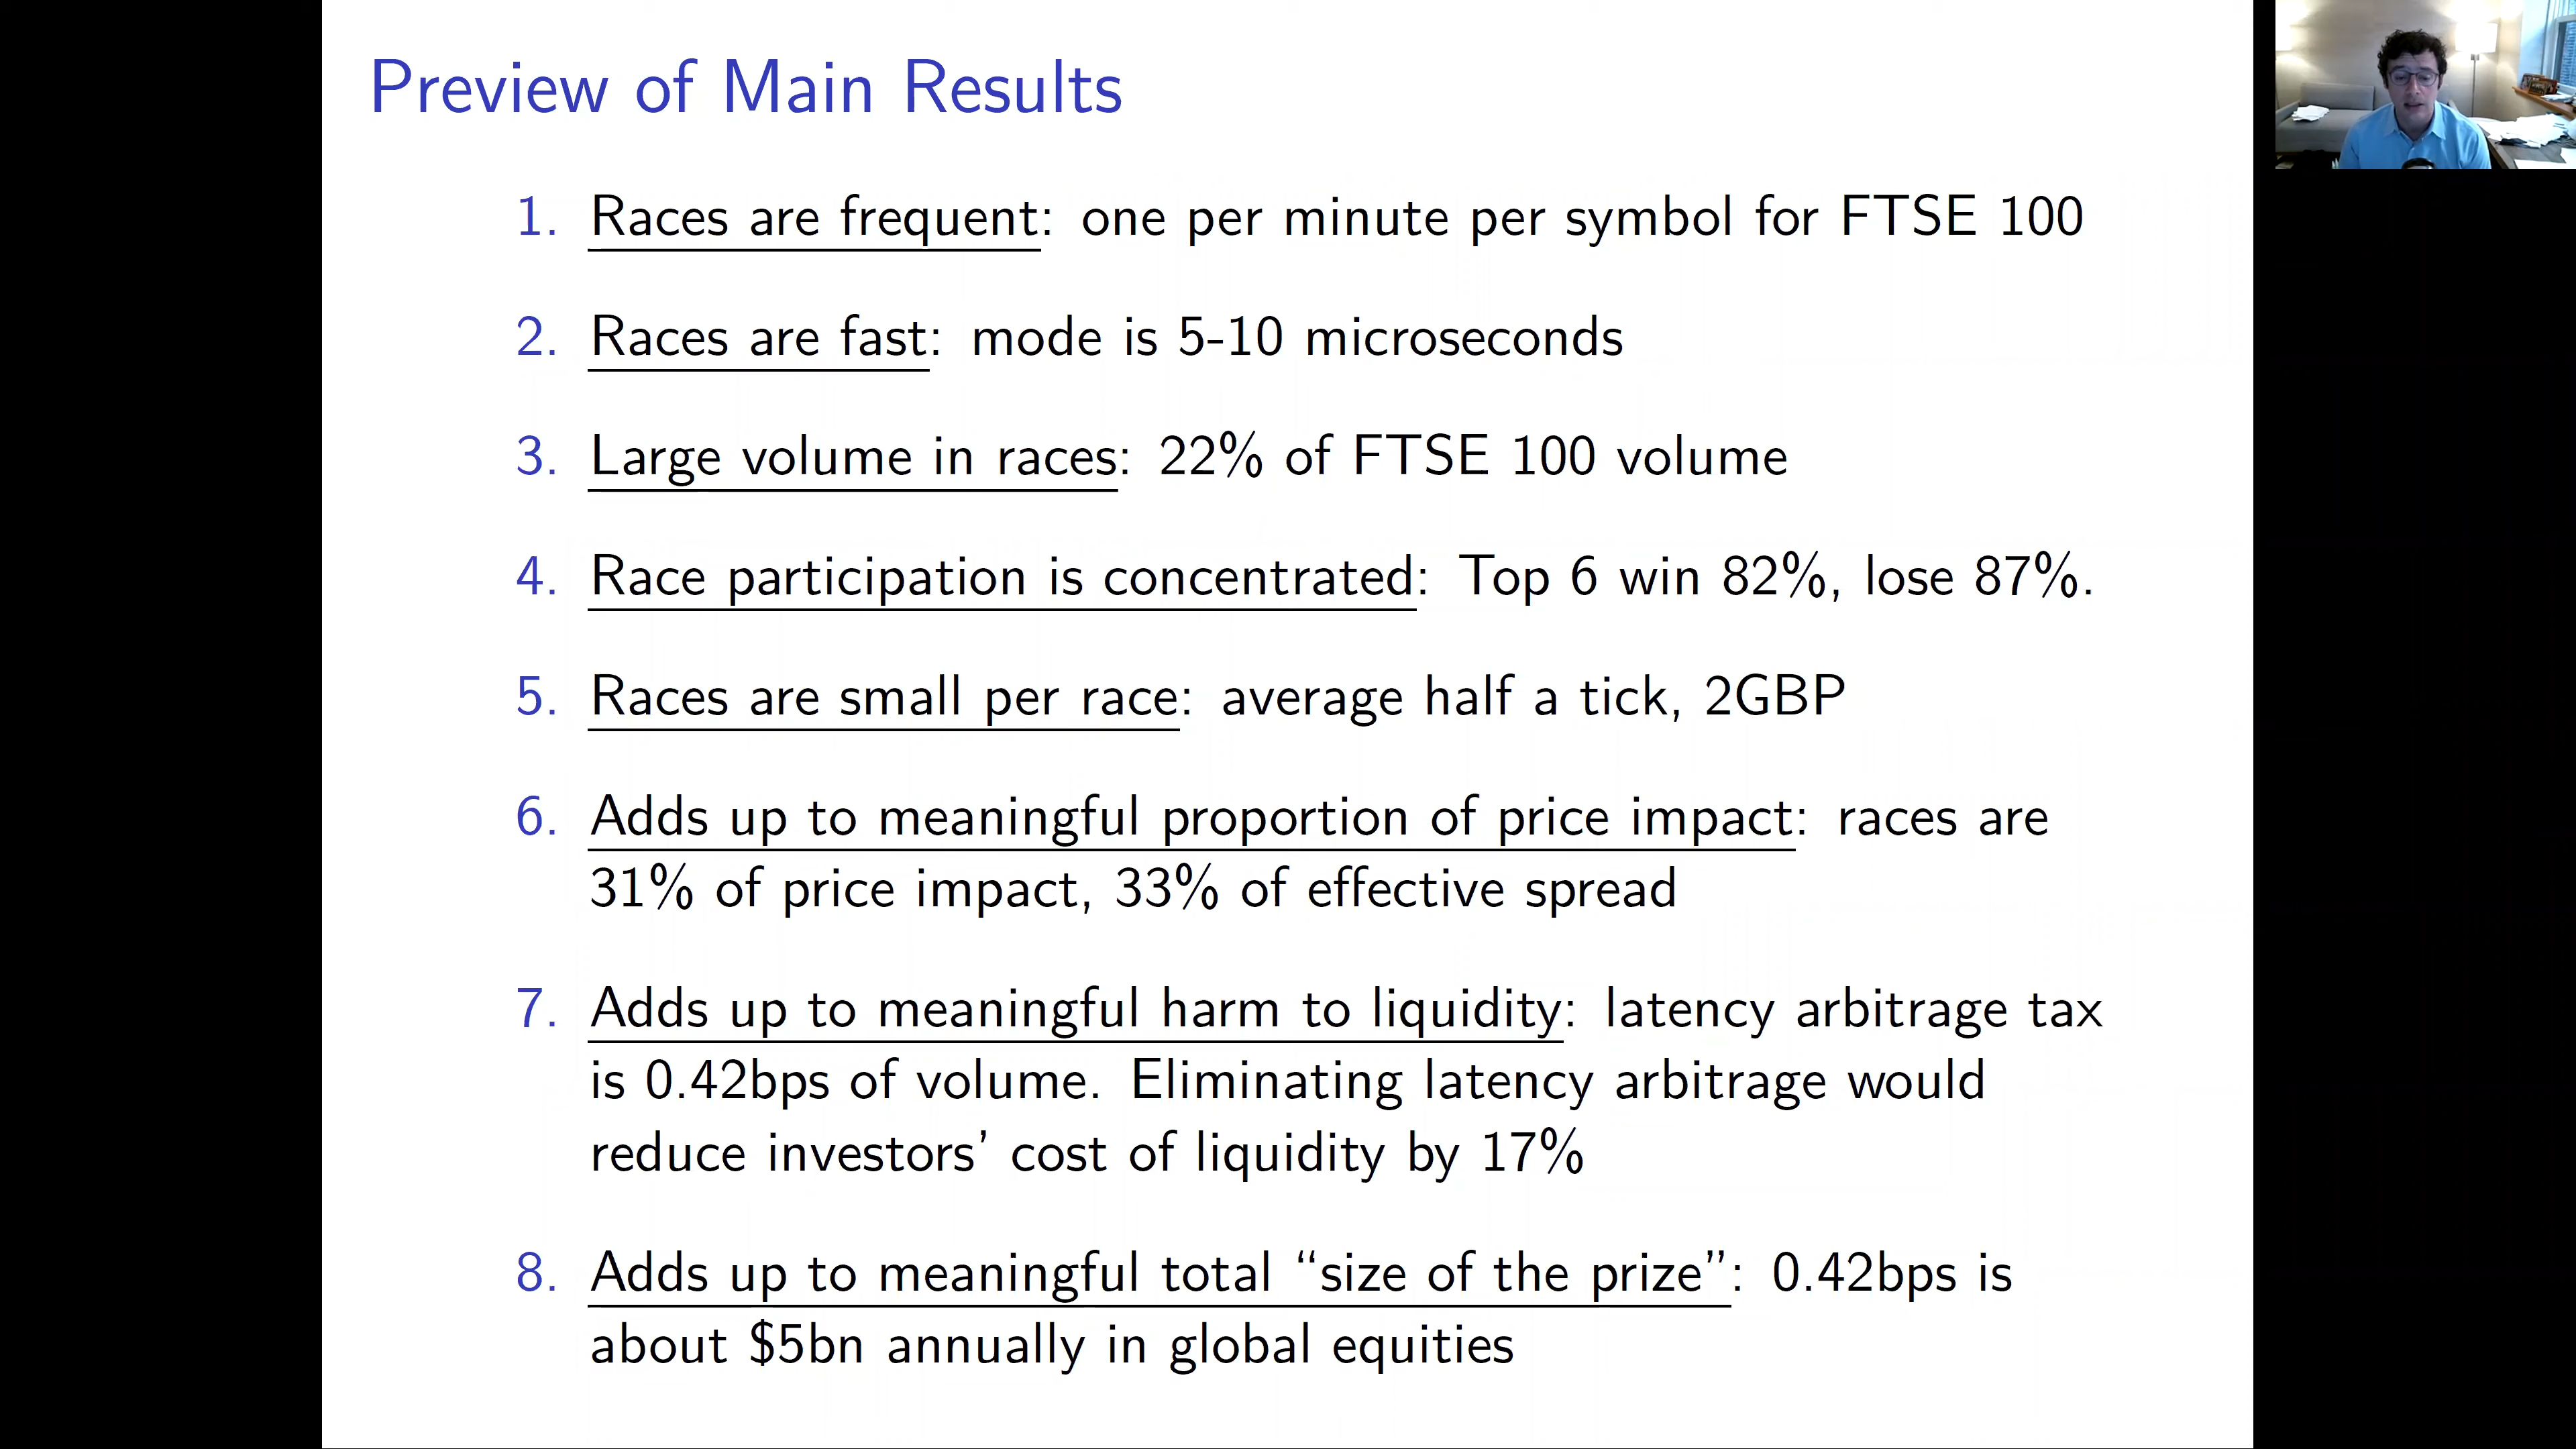 Preview of Main Results
1. Races are frequent: one per minute per symbol for FTSE 100
2. Races are fast: mode is 5-10 microseconds
3. Large volume in races: 22% of FTSE 100 volume
4. Race participation is concentrated: Top 6 win 82%, lose 87%.
5. Races are small per race: average half a tick, 2GBP
6. Adds up to meaningful proportion of price impact: races are
31% of price impact, 33% of effective spread
7. Adds up to meaningful harm to liquidity: latency arbitrage tax
is 0.42bps of volume. Eliminating latency arbitrage would
reduce investors’ cost of liquidity by 17%
8. Adds up to meaningful total “size of the prize”: 0.42bps is
about $5bn annually in global equities